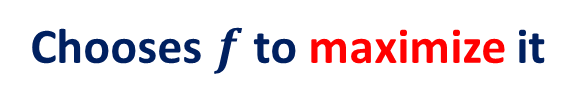 Chooses 𝒇 to maximize it